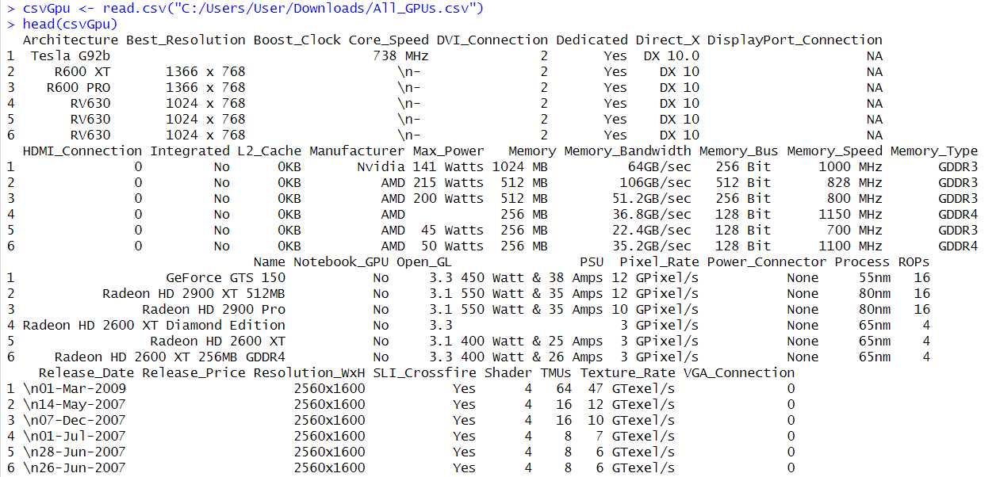 > csvGpu <- read.csv("C:/Users/User/Downloads/All_GPUs.csv")
> head(csvGpu)
  Architecture Best_Resolution Boost_Clock Core_Speed DVI_Connection Dedicated Direct_X DisplayPort_Connection
1   Tesla G92b                                738 MHz              2       Yes  DX 10.0                     NA
2      R600 XT      1366 x 768                   \n-              2       Yes    DX 10                     NA
3     R600 PRO      1366 x 768                   \n-              2       Yes    DX 10                     NA
4        RV630      1024 x 768                   \n-              2       Yes    DX 10                     NA
5        RV630      1024 x 768                   \n-              2       Yes    DX 10                     NA
6        RV630      1024 x 768                   \n-              2       Yes    DX 10                     NA
  HDMI_Connection Integrated L2_Cache Manufacturer Max_Power   Memory Memory_Bandwidth Memory_Bus Memory_Speed Memory_Type
1               0         No      0KB       Nvidia 141 Watts 1024 MB          64GB/sec   256 Bit     1000 MHz       GDDR3
2               0         No      0KB          AMD 215 Watts  512 MB         106GB/sec   512 Bit      828 MHz       GDDR3
3               0         No      0KB          AMD 200 Watts  512 MB        51.2GB/sec   256 Bit      800 MHz       GDDR3
4               0         No      0KB          AMD            256 MB        36.8GB/sec   128 Bit     1150 MHz       GDDR4
5               0         No      0KB          AMD  45 Watts  256 MB        22.4GB/sec   128 Bit      700 MHz       GDDR3
6               0         No      0KB          AMD  50 Watts  256 MB        35.2GB/sec   128 Bit     1100 MHz       GDDR4
                               Name Notebook_GPU Open_GL                PSU  Pixel_Rate Power_Connector Process ROPs
1                   GeForce GTS 150           No     3.3 450 Watt & 38 Amps 12 GPixel/s            None    55nm   16
2           Radeon HD 2900 XT 512MB           No     3.1 550 Watt & 35 Amps 12 GPixel/s            None    80nm   16
3                Radeon HD 2900 Pro           No     3.1 550 Watt & 35 Amps 10 GPixel/s            None    80nm   16
4 Radeon HD 2600 XT Diamond Edition           No     3.3                     3 GPixel/s            None    65nm    4
5                 Radeon HD 2600 XT           No     3.1 400 Watt & 25 Amps  3 GPixel/s            None    65nm    4
6     Radeon HD 2600 XT 256MB GDDR4           No     3.3 400 Watt & 26 Amps  3 GPixel/s            None    65nm    4
    Release_Date Release_Price Resolution_WxH SLI_Crossfire Shader TMUs Texture_Rate VGA_Connection
1 \n01-Mar-2009                     2560x1600           Yes      4   64  47 GTexel/s              0
2 \n14-May-2007                     2560x1600           Yes      4   16  12 GTexel/s              0
3 \n07-Dec-2007                     2560x1600           Yes      4   16  10 GTexel/s              0
4 \n01-Jul-2007                     2560x1600           Yes      4    8   7 GTexel/s              0
5 \n28-Jun-2007                     2560x1600           Yes      4    8   6 GTexel/s              0
6 \n26-Jun-2007                     2560x1600           Yes      4    8   6 GTexel/s              0